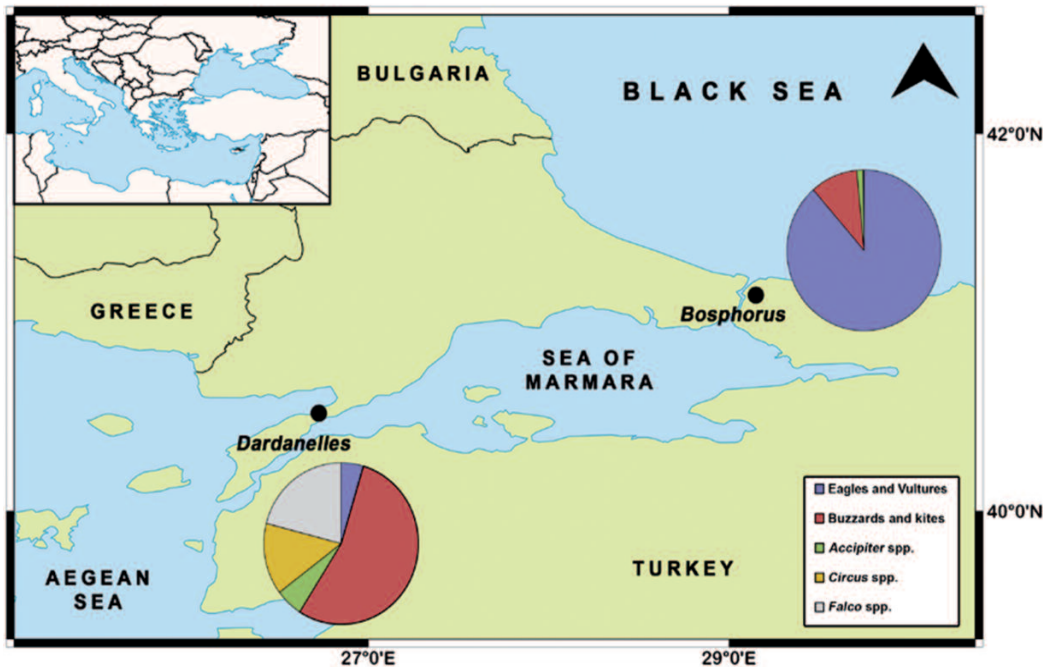 BULGARIA
BLACK SEA
42°0'N
GREECE
Bosphorus
SEA OF
MARMARA
Dardanelles
Eagles and Vultures
Buzzards and kites
Accipiter spp.
Circus spp.
Falco spp.
40°0'N
AEGEAN
SEA
TURKEY
27°0'E
29°0'E